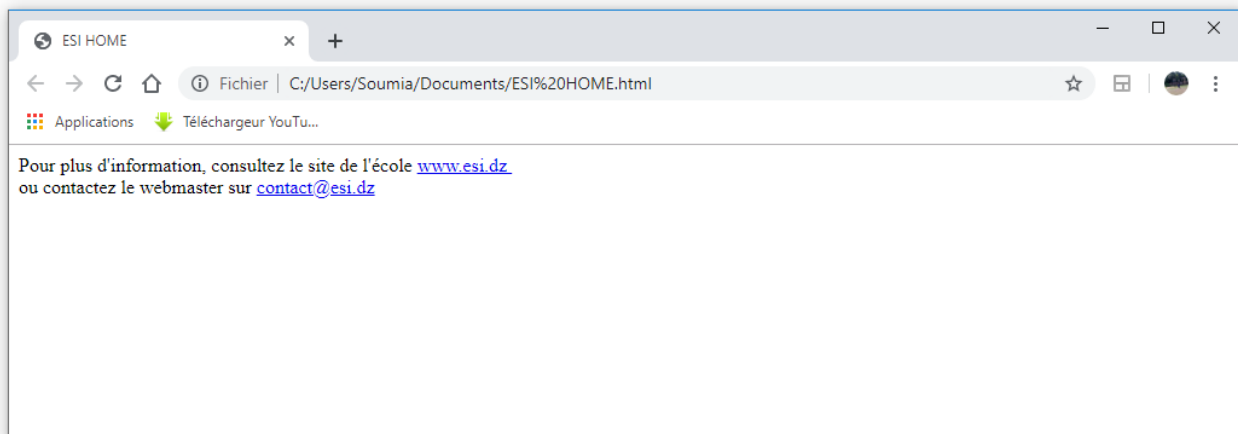 ESI HOME
Fichier | C:/Users/Soumia/Documents/ESI%20HOME.html
Applications Téléchargeur YouTu...
Pour plus d'information, consultez le site de l'école www.esi.dz
ou contactez le webmaster sur contact@esi.dz